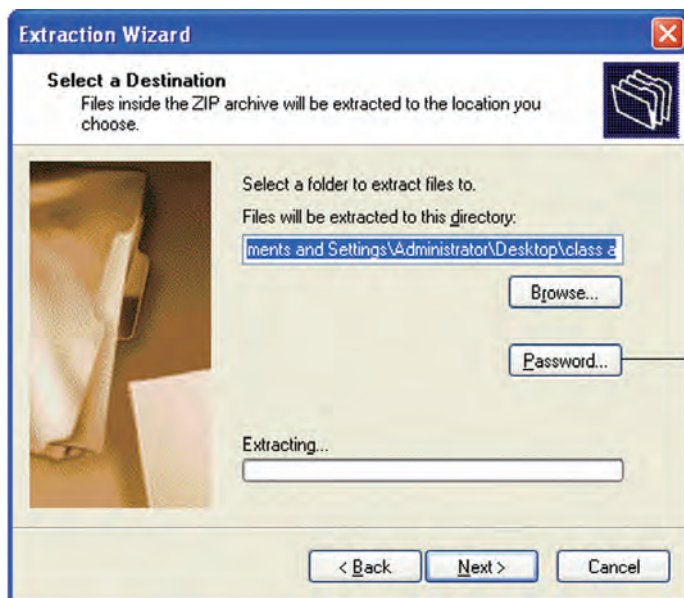 Extraction Wizard
Select a Destination
Files inside the ZIP archive will be extracted to the location you
choose.
Select a folder to extract files to.
Files will be extracted to this directory:
ments and Settings\Administrator\Desktop\class a
Browse...
Password...
Extracting...
< Back
Next >
Cancel